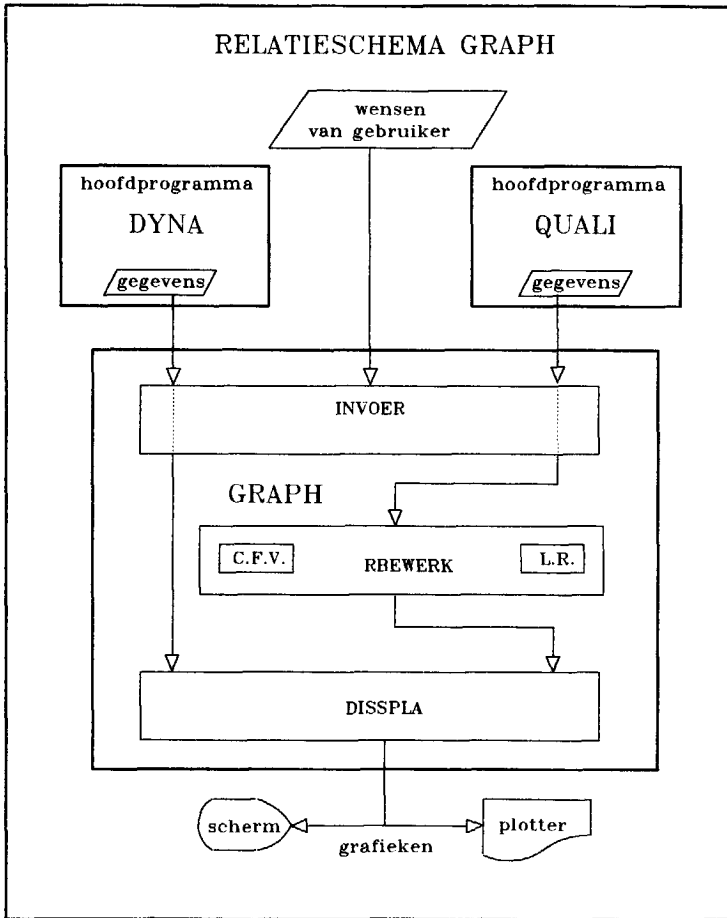 RELATIESCHEMA GRAPH
wensen
van gebruiker
hoofdprogramma
DYNA
gegevens
hoofdprogramma
QUALI
gegevens
INVOER
GRAPH
C.F.V.
RBEWERK
L.R.
DISSPLA
scherm
grafieken
plotter